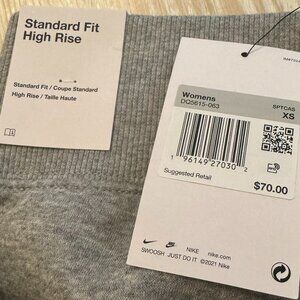 Standard Fit
High Rise
Standard Fit / Coupe Standard
High Rise / Taille Haute
Womens
DQ5615-063
SPTCAS
XS
1 96149 27030 2
Suggested Retail
$70.00
NIKE
nike.com
SWOOSH JUST DO IT ©2021 Nike